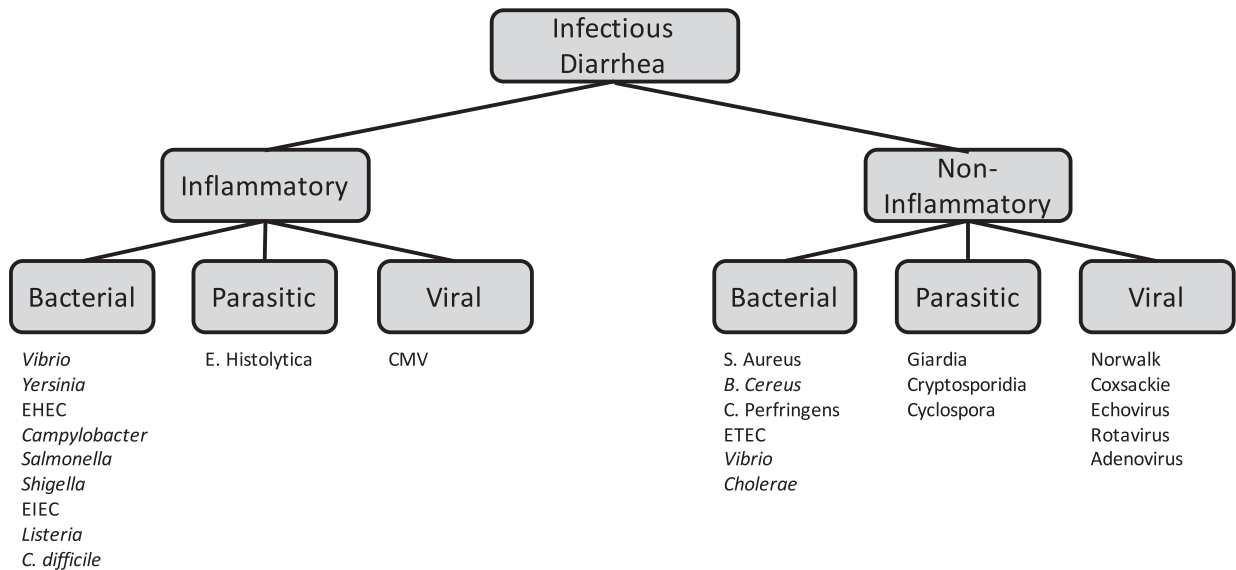 Infectious
Diarrhea
Inflammatory
Non-
Inflammatory
Bacterial
Parasitic
Viral
Bacterial
Parasitic
Viral
Vibrio
Yersinia
EHEC
Campylobacter
Salmonella
Shigella
EIEC
Listeria
C. difficile
E. Histolytica
CMV
S. Aureus
B. Cereus
C. Perfringens
ETEC
Vibrio
Cholerae
Giardia
Cryptosporidia
Cyclospora
Norwalk
Coxsackie
Echovirus
Rotavirus
Adenovirus